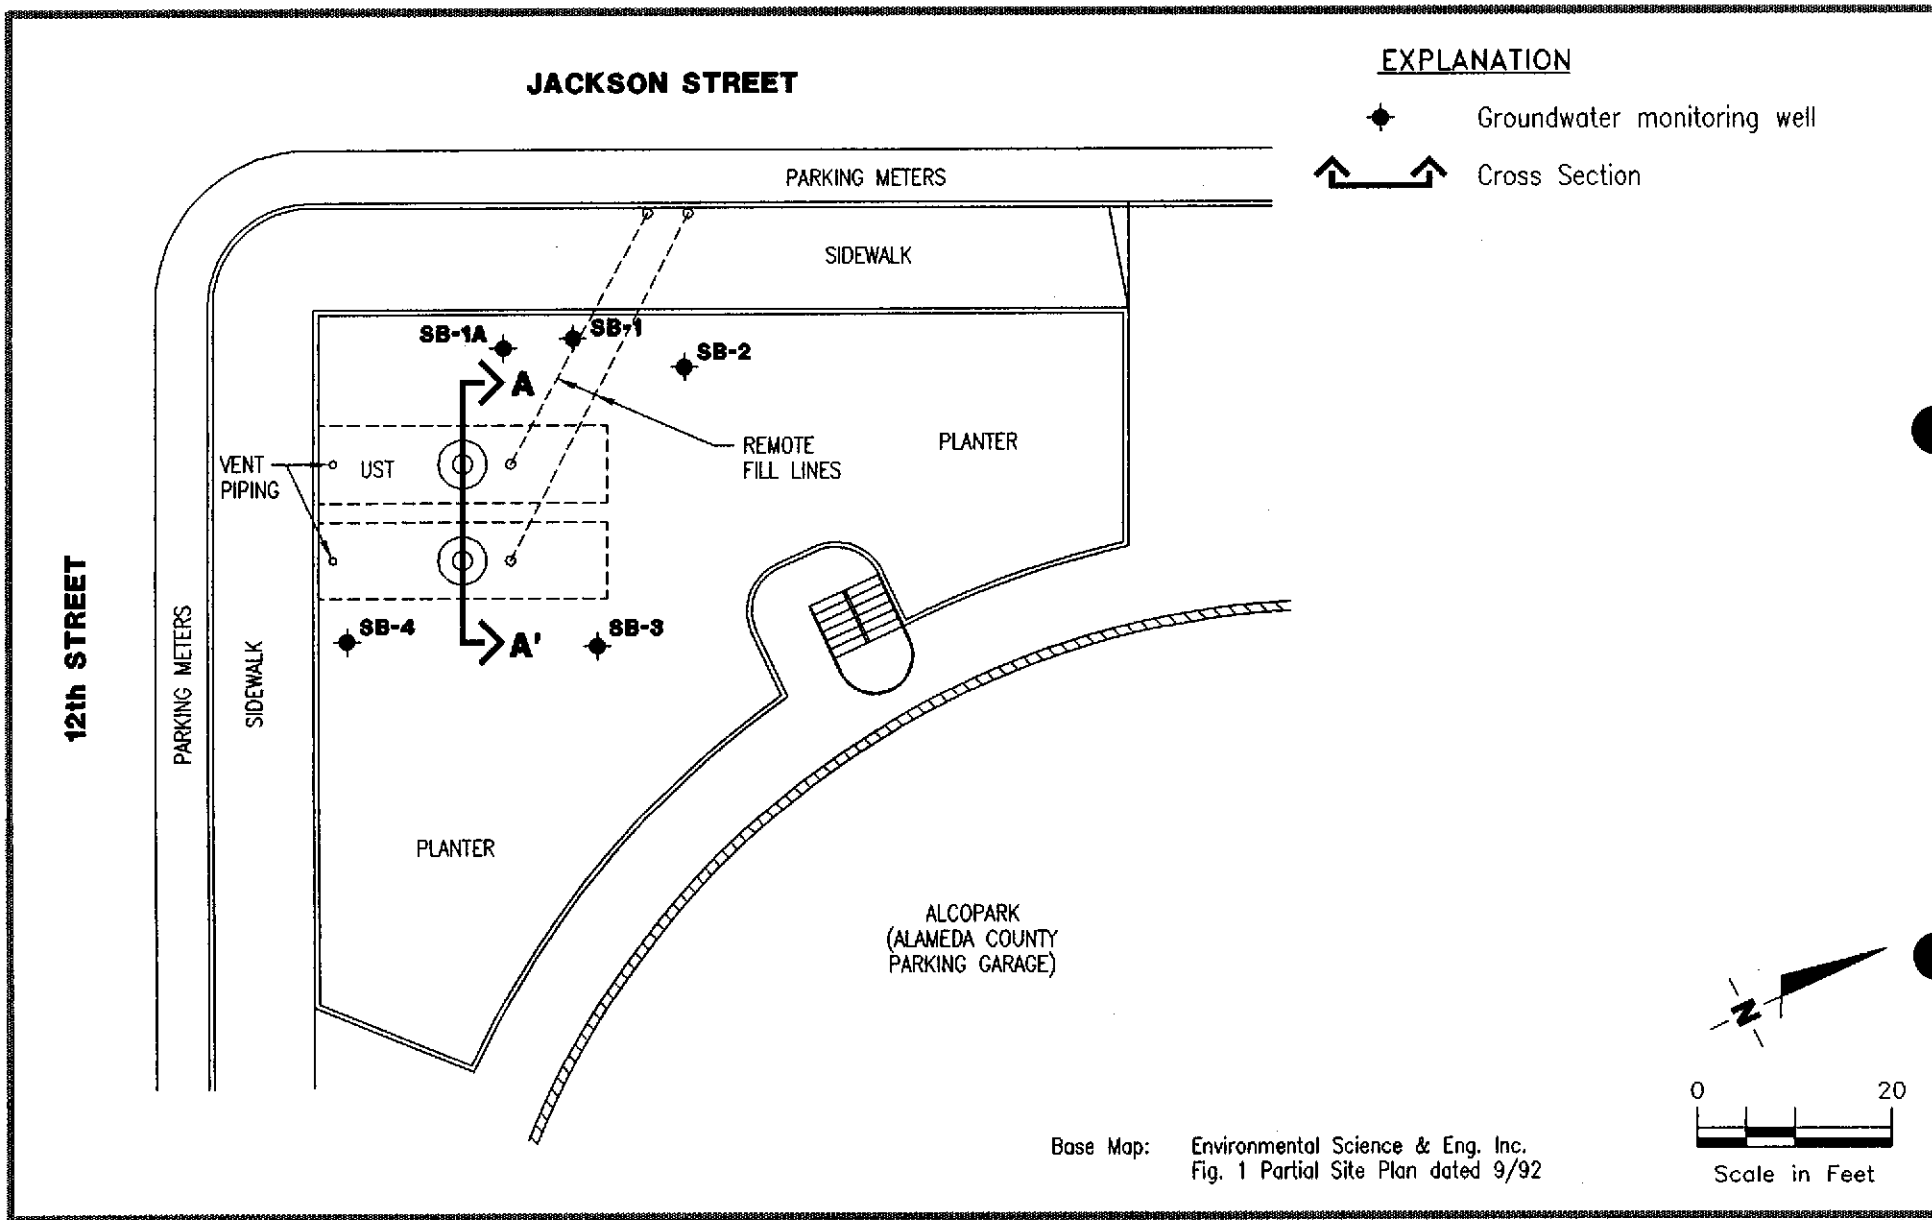 JACKSON STREET
EXPLANATION
Groundwater monitoring well
Cross Section
PARKING METERS
SIDEWALK
SB-1A
SB-1
SB-2
A
REMOTE
FILL LINES
PLANTER
VENT
PIPING
UST
SB-4
A'
SB-3
12th STREET
PARKING METERS
SIDEWALK
PLANTER
ALCOPARK
(ALAMEDA COUNTY
PARKING GARAGE)
N
0 20
Scale in Feet
Base Map: Environmental Science & Eng. Inc.
Fig. 1 Partial Site Plan dated 9/92